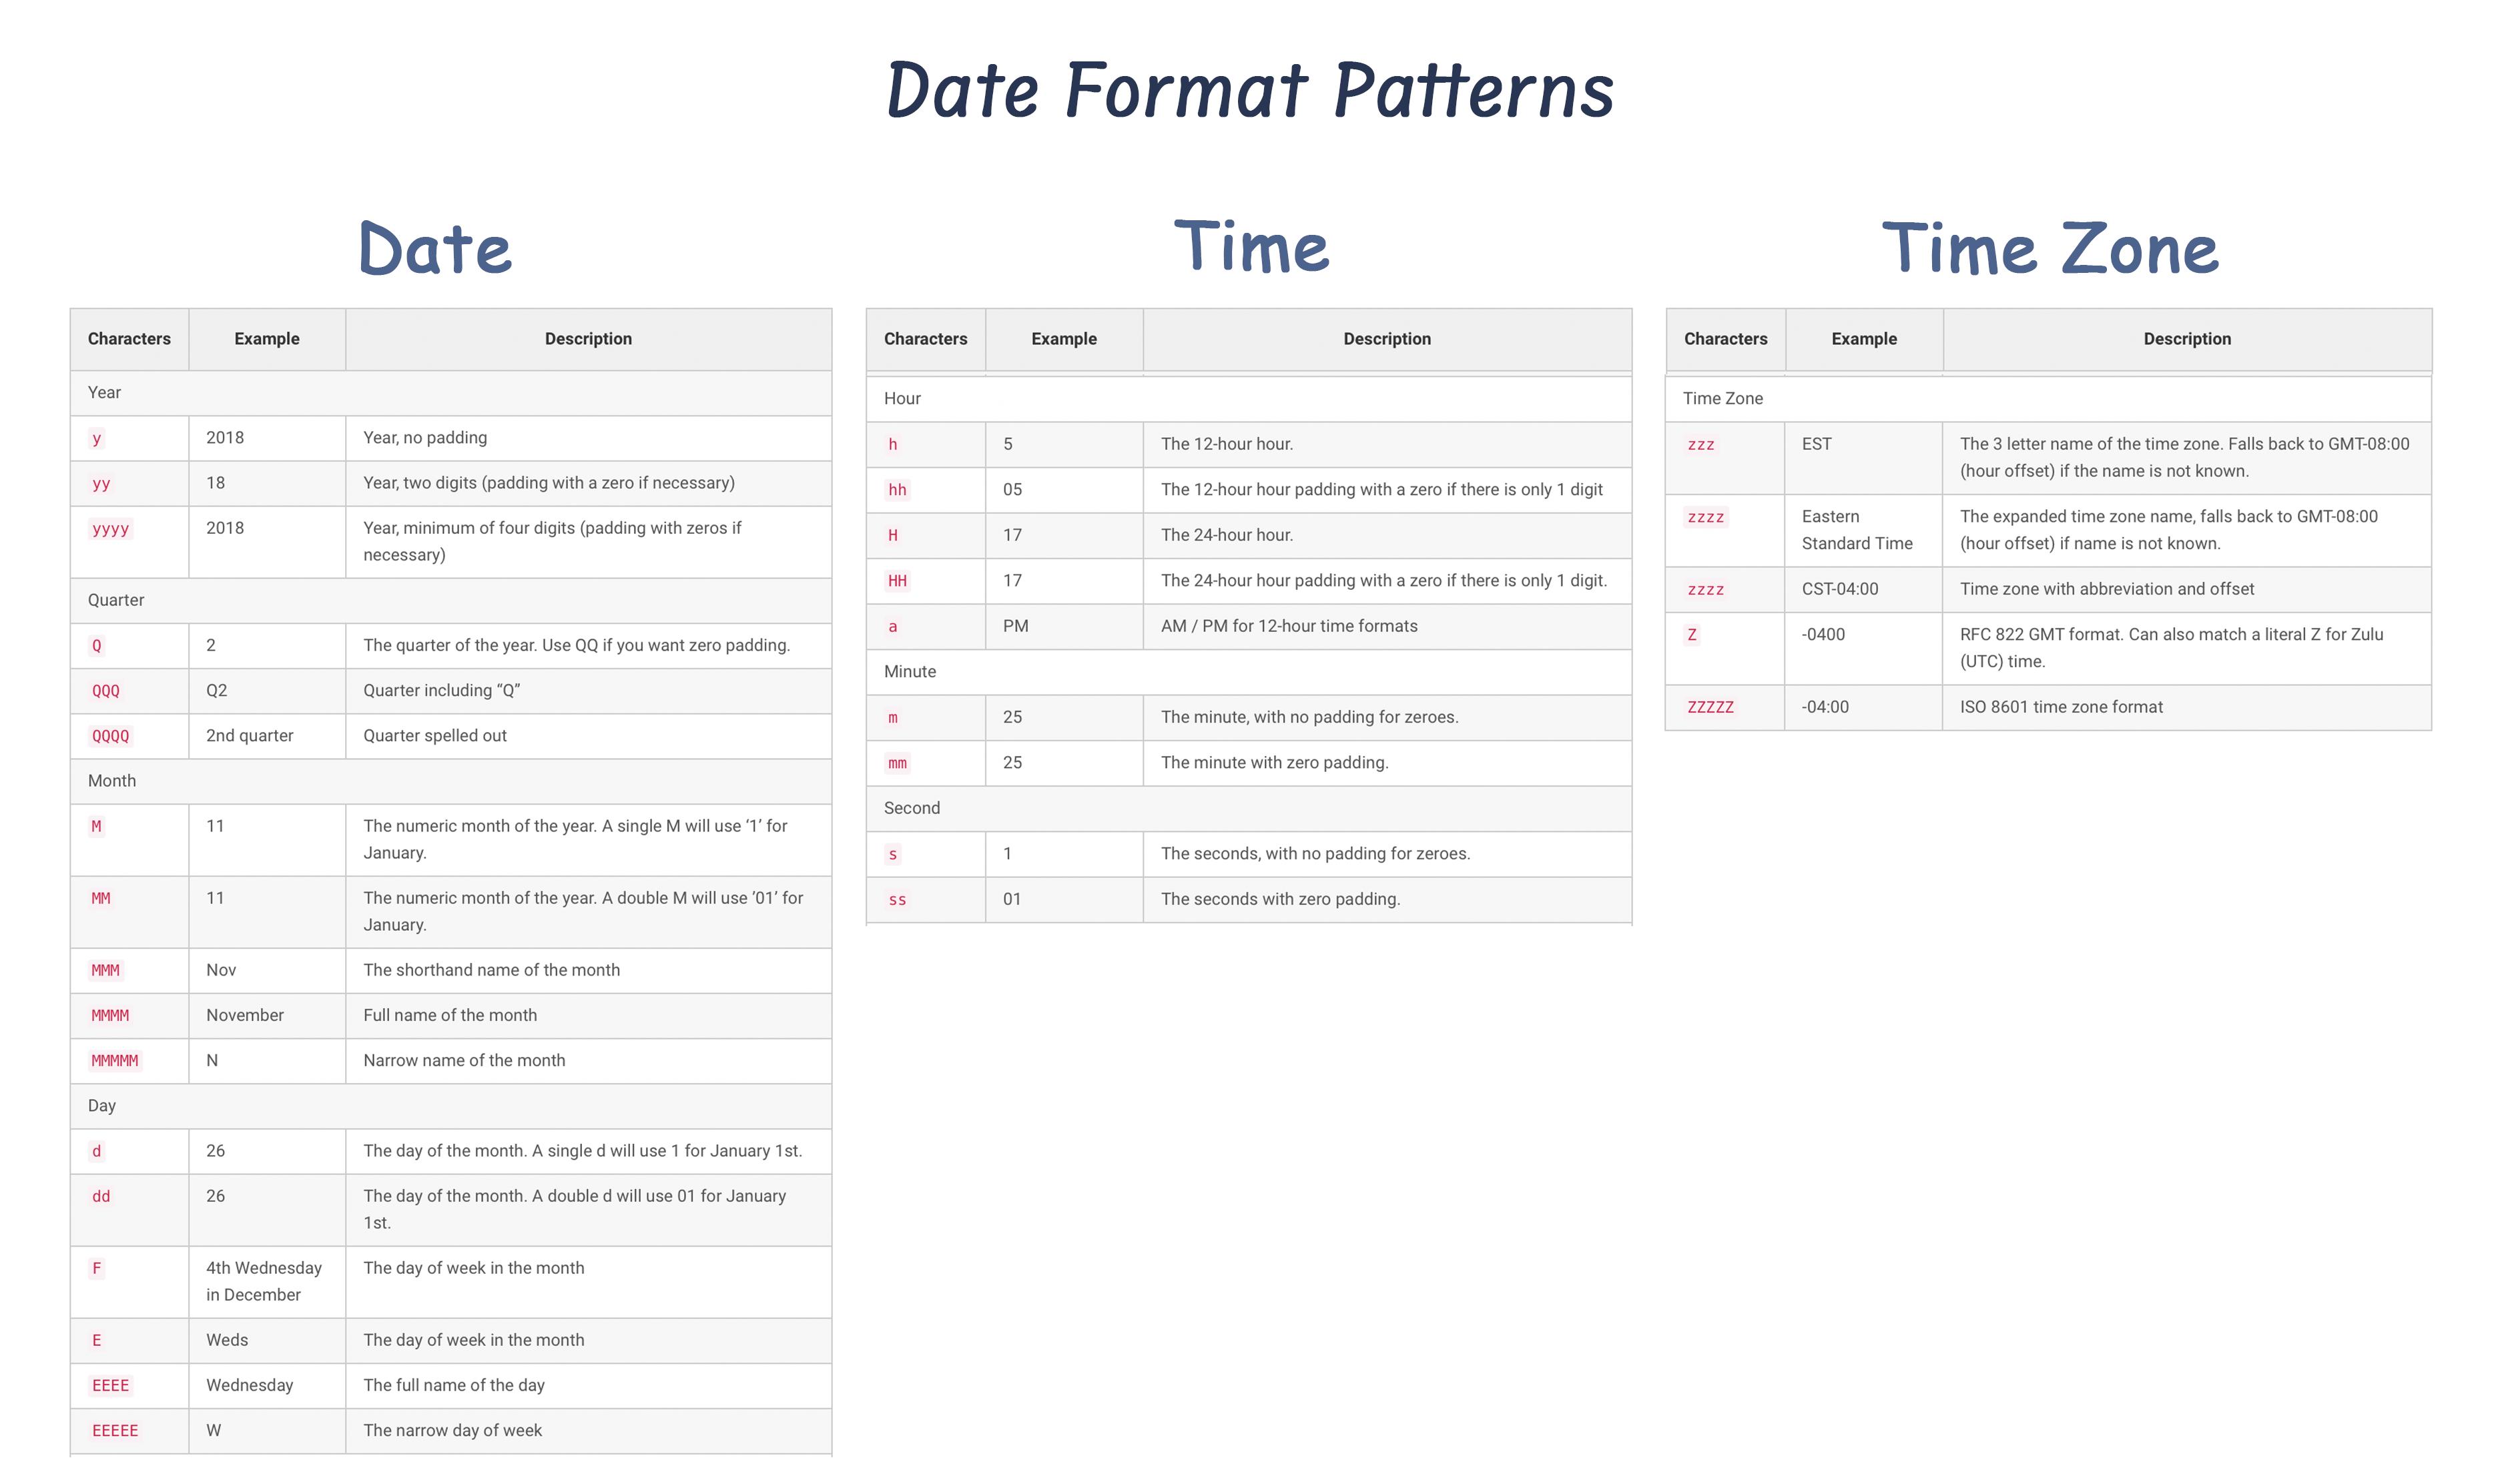 Date Format Patterns
Date
Characters Example Description
Year
y 2018 Year, no padding
yy 18 Year, two digits (padding with a zero if necessary)
yyyy 2018 Year, minimum of four digits (padding with zeros if
necessary)
Quarter
Q 2 The quarter of the year. Use QQ if you want zero padding.
QQQ Q2 Quarter including “Q”
QQQQ 2nd quarter Quarter spelled out
Month
M 11 The numeric month of the year. A single M will use ‘1’ for
January.
MM 11 The numeric month of the year. A double M will use ’01’ for
January.
MMM Nov The shorthand name of the month
MMMM November Full name of the month
MMMMM N Narrow name of the month
Day
d 26 The day of the month. A single d will use 1 for January 1st.
dd 26 The day of the month. A double d will use 01 for January
1st.
F 4th Wednesday The day of week in the month
in December
E Weds The day of week in the month
EEEE Wednesday The full name of the day
EEEEE W The narrow day of week
Time
Characters Example Description
Hour
h 5 The 12-hour hour.
hh 05 The 12-hour hour padding with a zero if there is only 1 digit
H 17 The 24-hour hour.
HH 17 The 24-hour hour padding with a zero if there is only 1 digit.
a PM AM / PM for 12-hour time formats
Minute
m 25 The minute, with no padding for zeroes.
mm 25 The minute with zero padding.
Second
s 1 The seconds, with no padding for zeroes.
ss 01 The seconds with zero padding.
Time Zone
Characters Example Description
Time Zone
zzz EST The 3 letter name of the time zone. Falls back to GMT-08:00
(hour offset) if the name is not known.
zzzz Eastern The expanded time zone name, falls back to GMT-08:00
Standard Time (hour offset) if name is not known.
zzzz CST-04:00 Time zone with abbreviation and offset
Z -0400 RFC 822 GMT format. Can also match a literal Z for Zulu
(UTC) time.
ZZZZZ -04:00 ISO 8601 time zone format